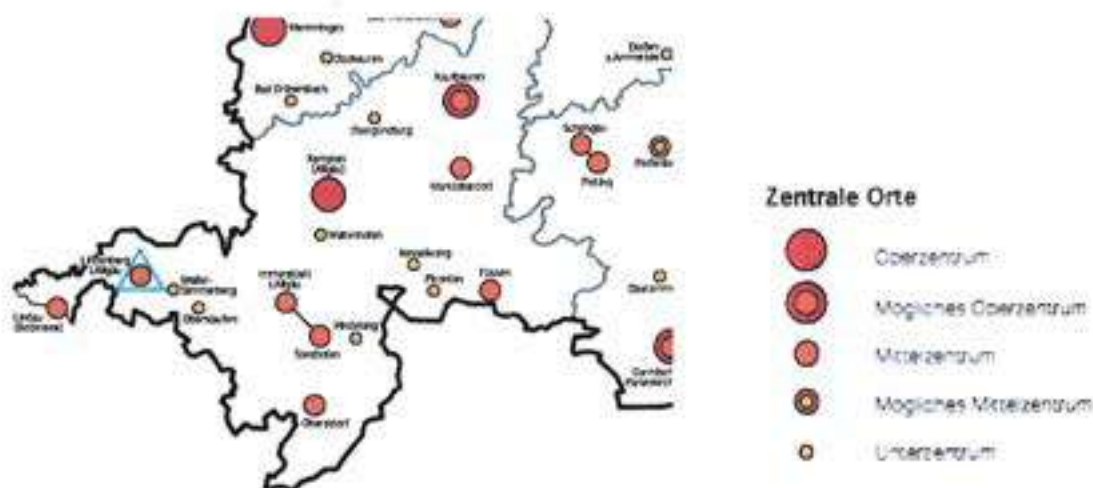 Memmingen
Ottobeuren
Bad Grönenbach
Kaufbeuren
Obergünzburg
Kempten
(Allgäu)
Marktoberdorf
Schongau
Peiting
Dießen
a. Ammersee
Lindenberg
i. Allgäu
Weiler-
Simmerberg
Oberstaufen
Lindau
(Bodensee)
Immenstadt
i. Allgäu
Sonthofen
Hindelang
Oberstdorf
Waltenhofen
Nesselwang
Pfronten
Füssen
Zentrale Orte
Oberzentrum
Mögliches Oberzentrum
Mittelzentrum
Mögliches Mittelzentrum
Unterzentrum